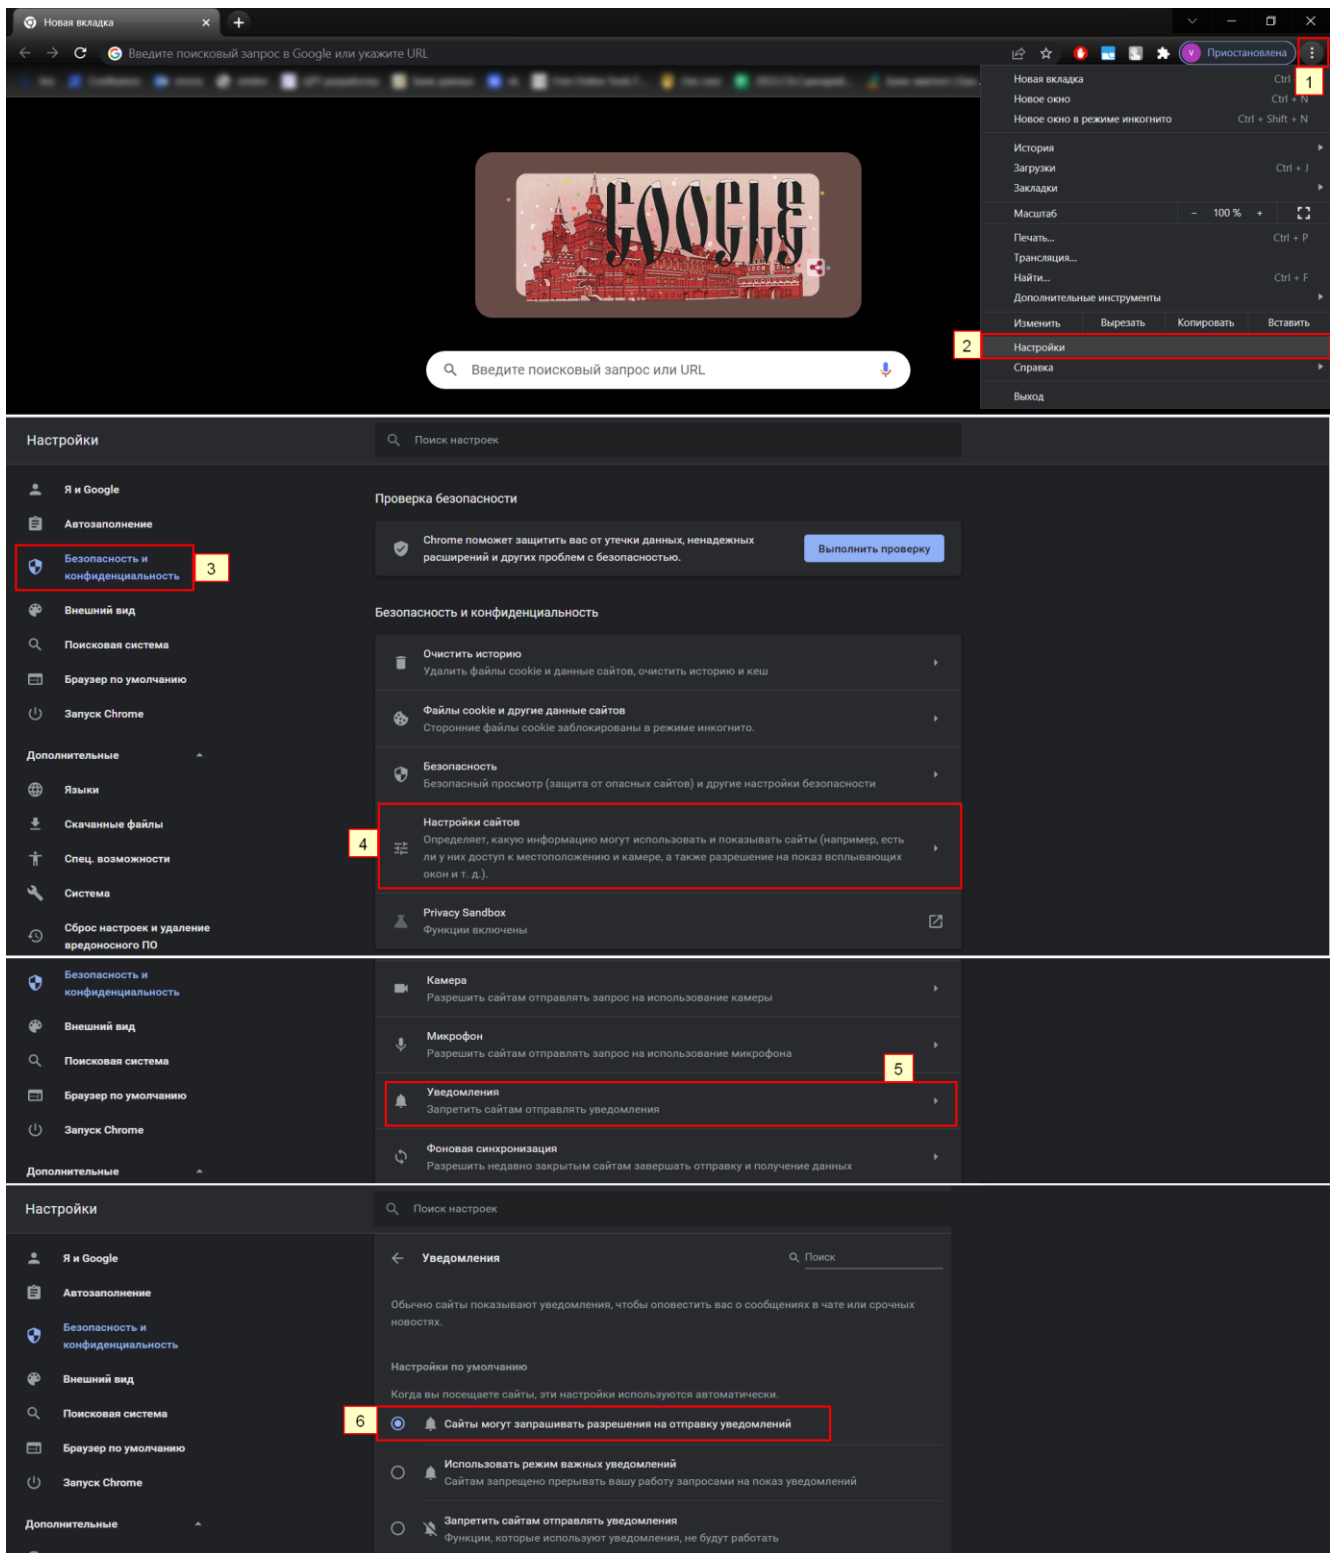 Новая вкладка
Введите поисковый запрос в Google или укажите URL
Приостановлена
1
Новая вкладка Ctrl
Новое окно Ctrl + N
Новое окно в режиме инкогнито Ctrl + Shift + N
История
Загрузки Ctrl + J
Закладки
Масштаб - 100 % +
Печать... Ctrl + P
Трансляция...
Найти... Ctrl + F
Дополнительные инструменты
Изменить Вырезать Копировать Вставить
2
Настройки
Справка
Выход
GOOGLE
Введите поисковый запрос или URL
Настройки
Поиск настроек
Я и Google
Автозаполнение
Безопасность и
конфиденциальность
3
Внешний вид
Поисковая система
Браузер по умолчанию
Запуск Chrome
Дополнительные
Языки
Скачанные файлы
Спец. возможности
Система
Сброс настроек и удаление
вредоносного ПО
Проверка безопасности
Chrome поможет защитить вас от утечки данных, ненадежных
расширений и других проблем с безопасностью.
Выполнить проверку
Безопасность и конфиденциальность
Очистить историю
Удалить файлы cookie и данные сайтов, очистить историю и кеш
Файлы cookie и другие данные сайтов
Сторонние файлы cookie заблокированы в режиме инкогнито.
Безопасность
Безопасный просмотр (защита от опасных сайтов) и другие настройки безопасности
4
Настройки сайтов
Определяет, какую информацию могут использовать и показывать сайты (например, есть
ли у них доступ к местоположению и камере, а также разрешение на показ всплывающих
окон и т. д.).
Privacy Sandbox
Функции включены
Безопасность и
конфиденциальность
Внешний вид
Поисковая система
Браузер по умолчанию
Запуск Chrome
Дополнительные
Камера
Разрешить сайтам отправлять запрос на использование камеры
Микрофон
Разрешить сайтам отправлять запрос на использование микрофона
5
Уведомления
Запретить сайтам отправлять уведомления
Фоновая синхронизация
Разрешить недавно закрытым сайтам завершать отправку и получение данных
Настройки
Поиск настроек
Я и Google
Автозаполнение
Безопасность и
конфиденциальность
Внешний вид
Поисковая система
Браузер по умолчанию
Запуск Chrome
Дополнительные
Уведомления
Поиск
Обычно сайты показывают уведомления, чтобы оповестить вас о сообщениях в чате или срочных
новостях.
Настройки по умолчанию
Когда вы посещаете сайты, эти настройки используются автоматически.
6
Сайты могут запрашивать разрешения на отправку уведомлений
Использовать режим важных уведомлений
Сайтам запрещено прерывать вашу работу запросами на показ уведомлений
Запретить сайтам отправлять уведомления
Функции, которые используют уведомления, не будут работать